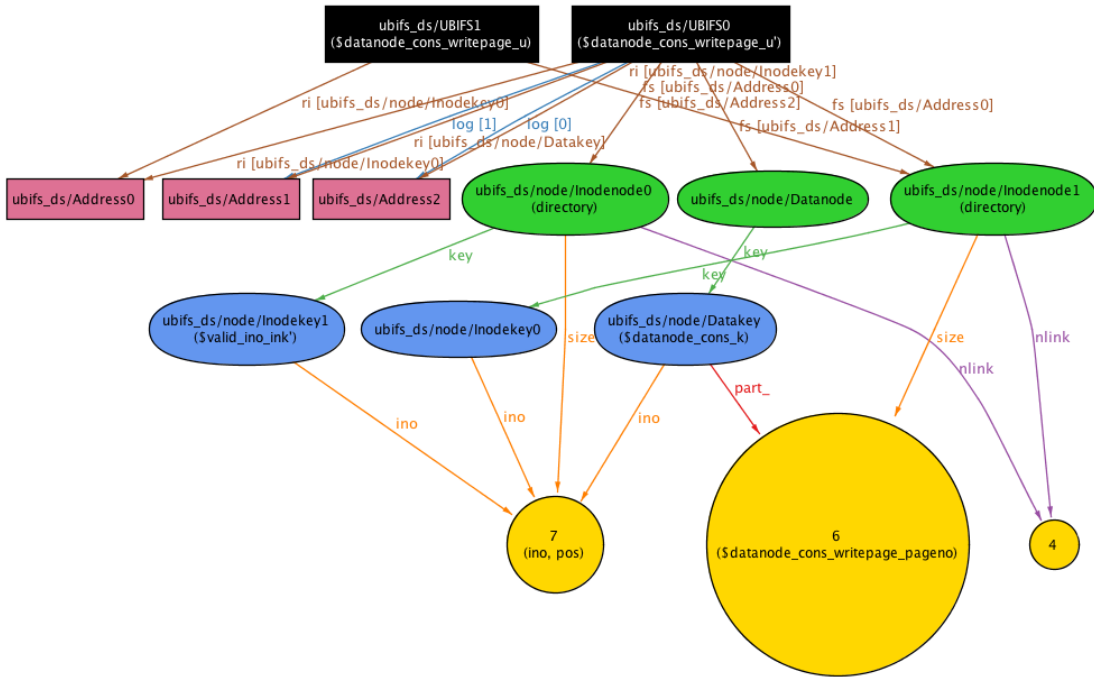 ubifs_ds/UBIFS1
($datanode_cons_writepage_u)
ubifs_ds/UBIFS0
($datanode_cons_writepage_u')
ri [ubifs_ds/node/Inodekey1]
fs [ubifs_ds/Address0]
ri [ubifs_ds/node/Inodekey0]
fs [ubifs_ds/Address2]
fs [ubifs_ds/Address0]
log [1]
log [0]
fs [ubifs_ds/Address1]
ri [ubifs_ds/node/Datakey]
ri [ubifs_ds/node/Inodekey0]
ubifs_ds/Address0
ubifs_ds/Address1
ubifs_ds/Address2
ubifs_ds/node/Inodenode0
(directory)
ubifs_ds/node/Datanode
ubifs_ds/node/Inodenode1
(directory)
key
key
key
ubifs_ds/node/Inodekey1
($valid_ino_ink')
ubifs_ds/node/Inodekey0
ubifs_ds/node/Datakey
($datanode_cons_k)
size
size
nlink
nlink
part_
ino
ino
ino
7
(ino, pos)
6
($datanode_cons_writepage_pageno)
4